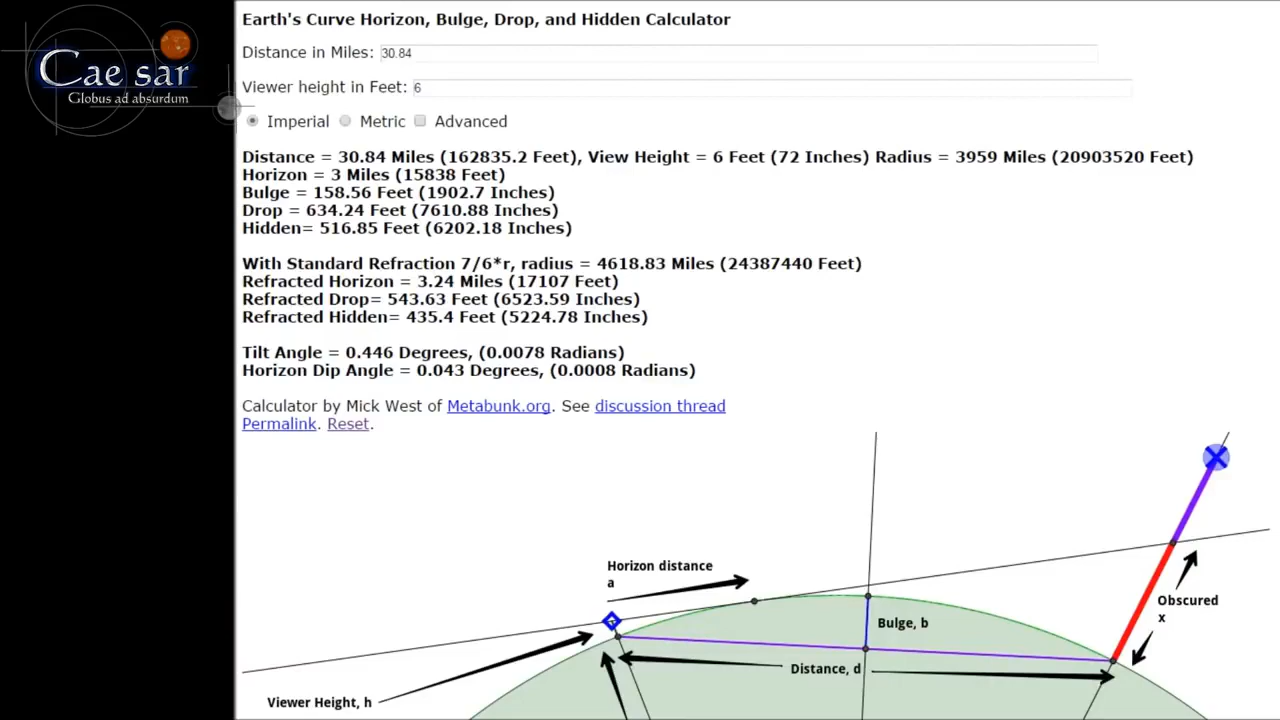 Cae sar
Globus ad absurdum
Earth's Curve Horizon, Bulge, Drop, and Hidden Calculator
Distance in Miles: 30.84
Viewer height in Feet: 6
Imperial Metric Advanced
Distance = 30.84 Miles (162835.2 Feet), View Height = 6 Feet (72 Inches) Radius = 3959 Miles (20903520 Feet)
Horizon = 3 Miles (15838 Feet)
Bulge = 158.56 Feet (1902.7 Inches)
Drop = 634.24 Feet (7610.88 Inches)
Hidden= 516.85 Feet (6202.18 Inches)
With Standard Refraction 7/6*r, radius = 4618.83 Miles (24387440 Feet)
Refracted Horizon = 3.24 Miles (17107 Feet)
Refracted Drop= 543.63 Feet (6523.59 Inches)
Refracted Hidden= 435.4 Feet (5224.78 Inches)
Tilt Angle = 0.446 Degrees, (0.0078 Radians)
Horizon Dip Angle = 0.043 Degrees, (0.0008 Radians)
Calculator by Mick West of Metabunk.org. See discussion thread
Permalink. Reset.
Horizon distance
a
Obscured
x
Bulge, b
Distance, d
Viewer Height, h